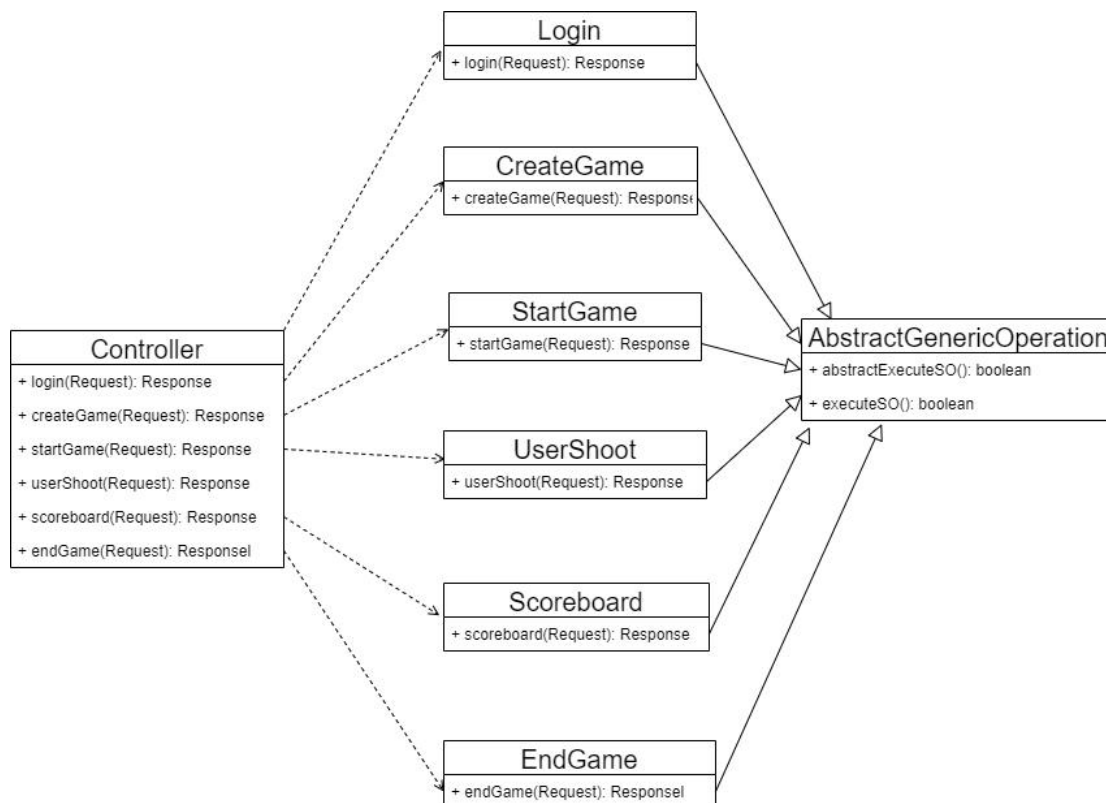 Login
+ login(Request): Response
CreateGame
+ createGame(Request): Response
StartGame
+ startGame(Request): Response
Controller
+ login(Request): Response
+ createGame(Request): Response
+ startGame(Request): Response
+ userShoot(Request): Response
+ scoreboard(Request): Response
+ endGame(Request): Responsel
AbstractGenericOperation
+ abstractExecuteSO(): boolean
+ executeSO(): boolean
UserShoot
+ userShoot(Request): Response
Scoreboard
+ scoreboard(Request): Response
EndGame
+ endGame(Request): Responsel